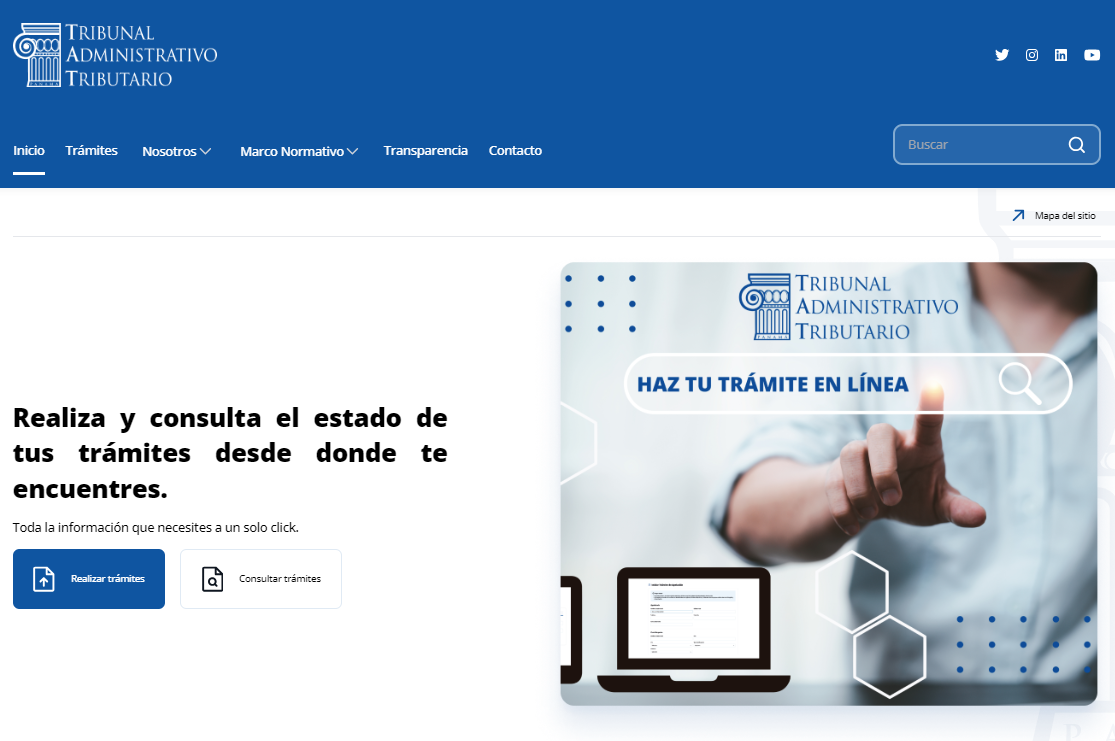 TRIBUNAL
ADMINISTRATIVO
TRIBUTARIO
PANAMÁ
Inicio
Trámites
Nosotros
Marco Normativo
Transparencia
Contacto
Buscar
Mapa del sitio
TRIBUNAL
ADMINISTRATIVO
TRIBUTARIO
PANAMÁ
HAZ TU TRÁMITE EN LÍNEA
Realiza y consulta el estado de
tus trámites desde donde te
encuentres.
Toda la información que necesites a un solo click.
Realizar trámites
Consultar trámites